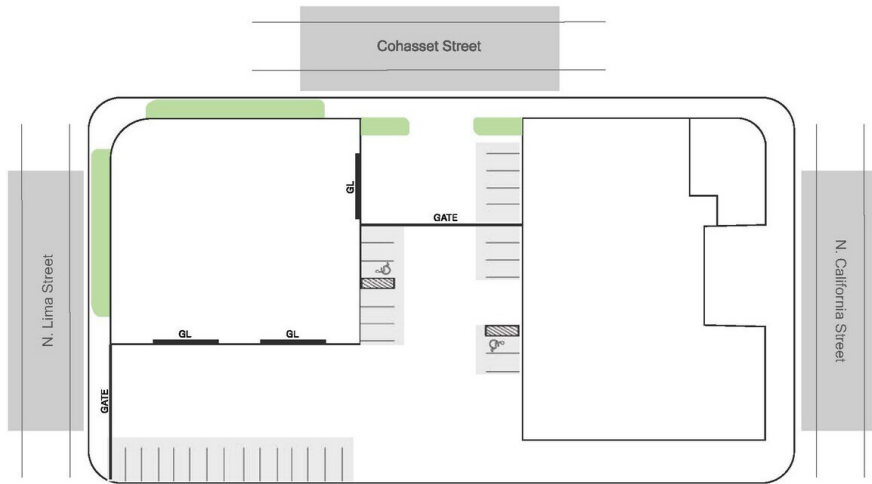 Cohasset Street
GL
GATE
N. Lima Street
N. California Street
GL
GL
GATE